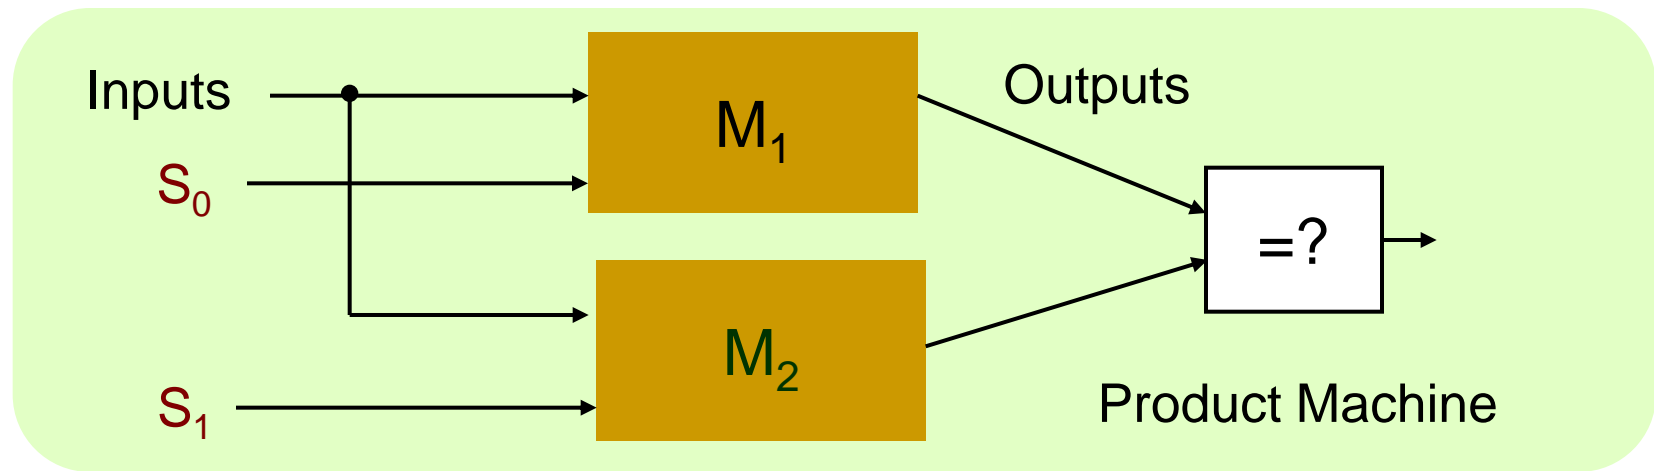 Inputs
M₁
Outputs
S₀
=?
M₂
S₁
Product Machine